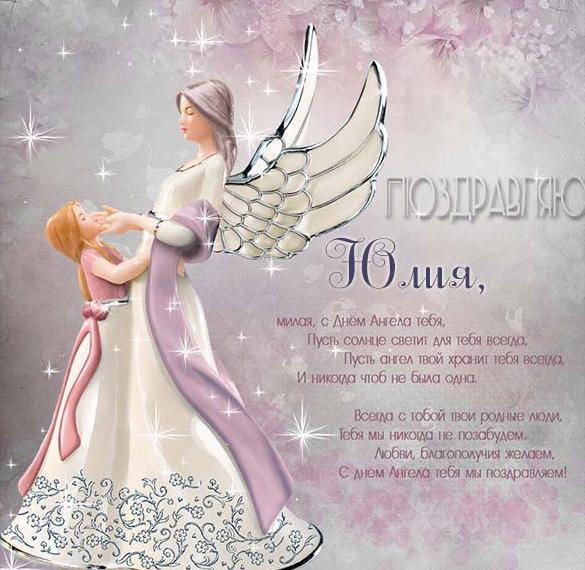 ПОЗДРАВЛЯЮ
Юлия,
милая, с Днём Ангела тебя,
Пусть солнце светит для тебя всегда,
Пусть ангел твой хранит тебя всегда,
И никогда чтоб не была одна.
Всегда с тобой твои родные люди,
Тебя мы никогда не позабудем.
Любви, благополучия желаем,
С днем Ангела тебя мы поздравляем!